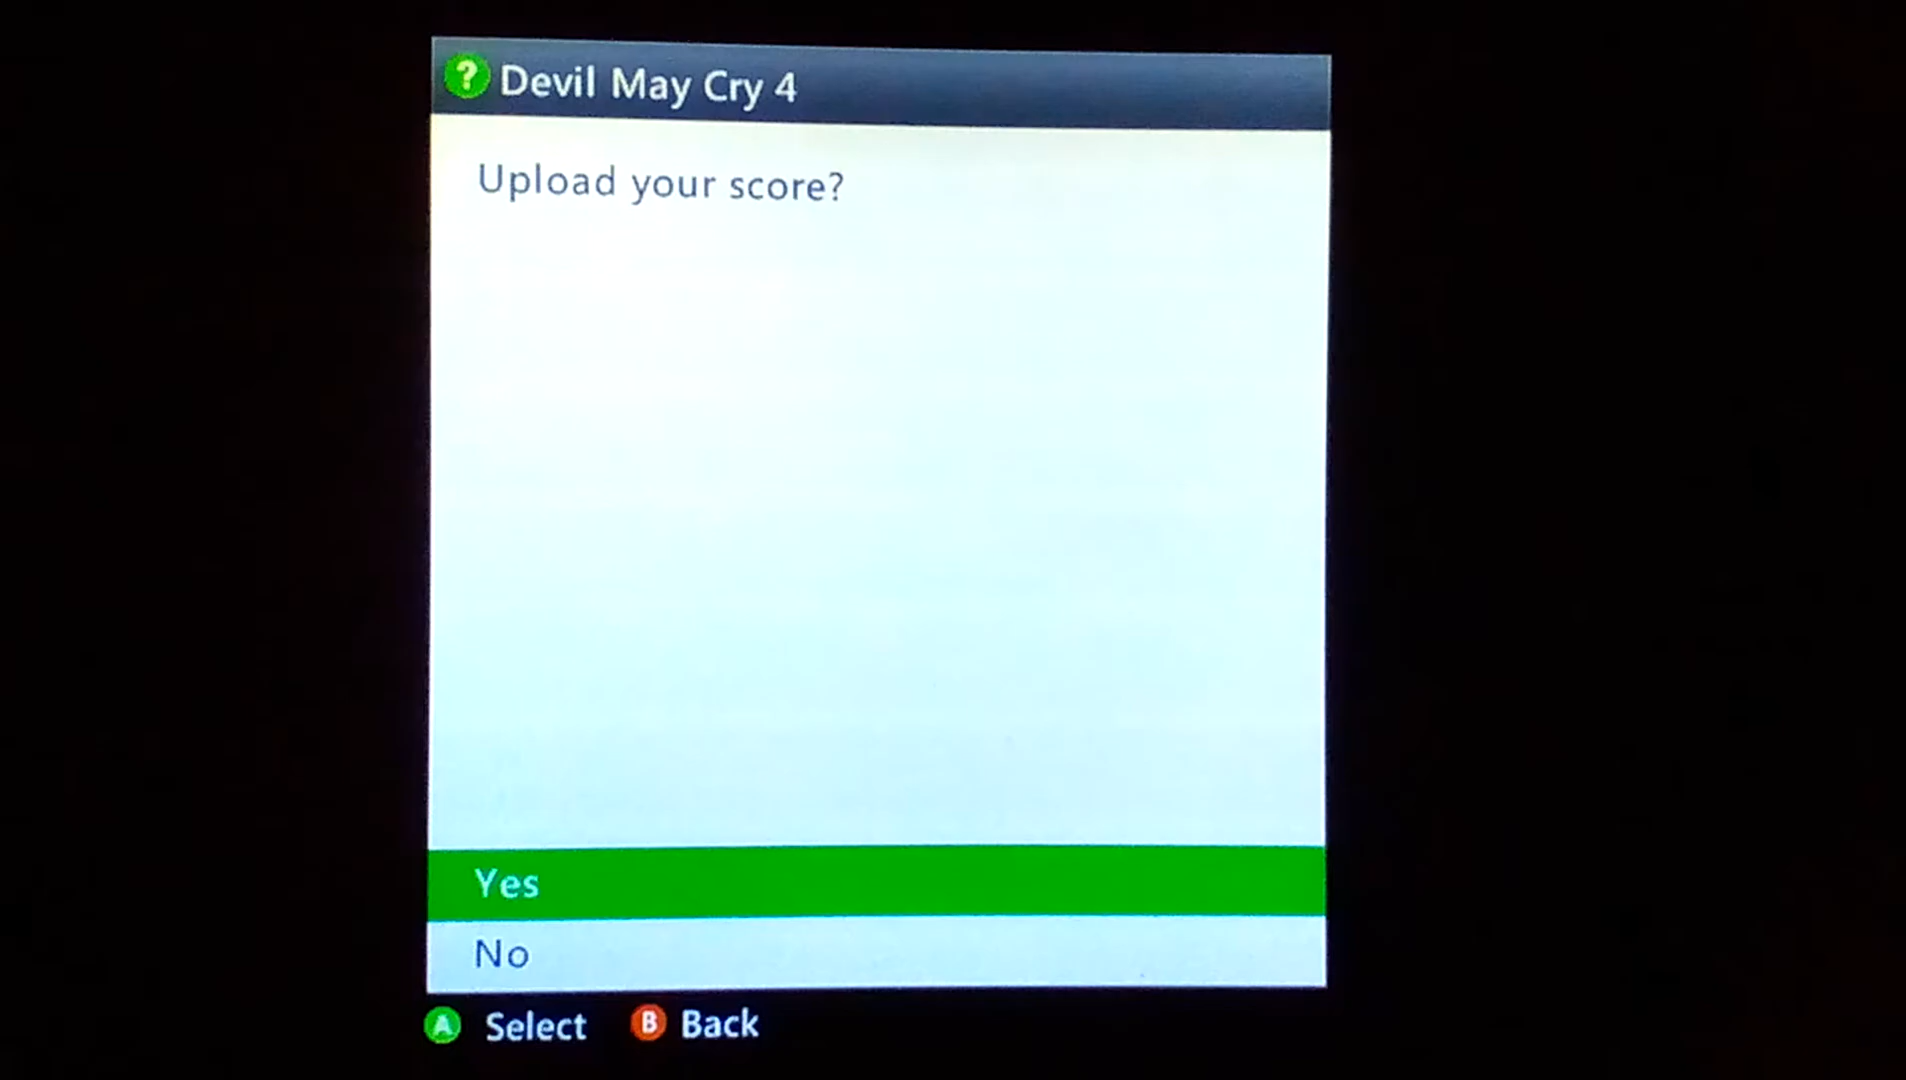 ? Devil May Cry 4
Upload your score?
Yes
No
A Select B Back